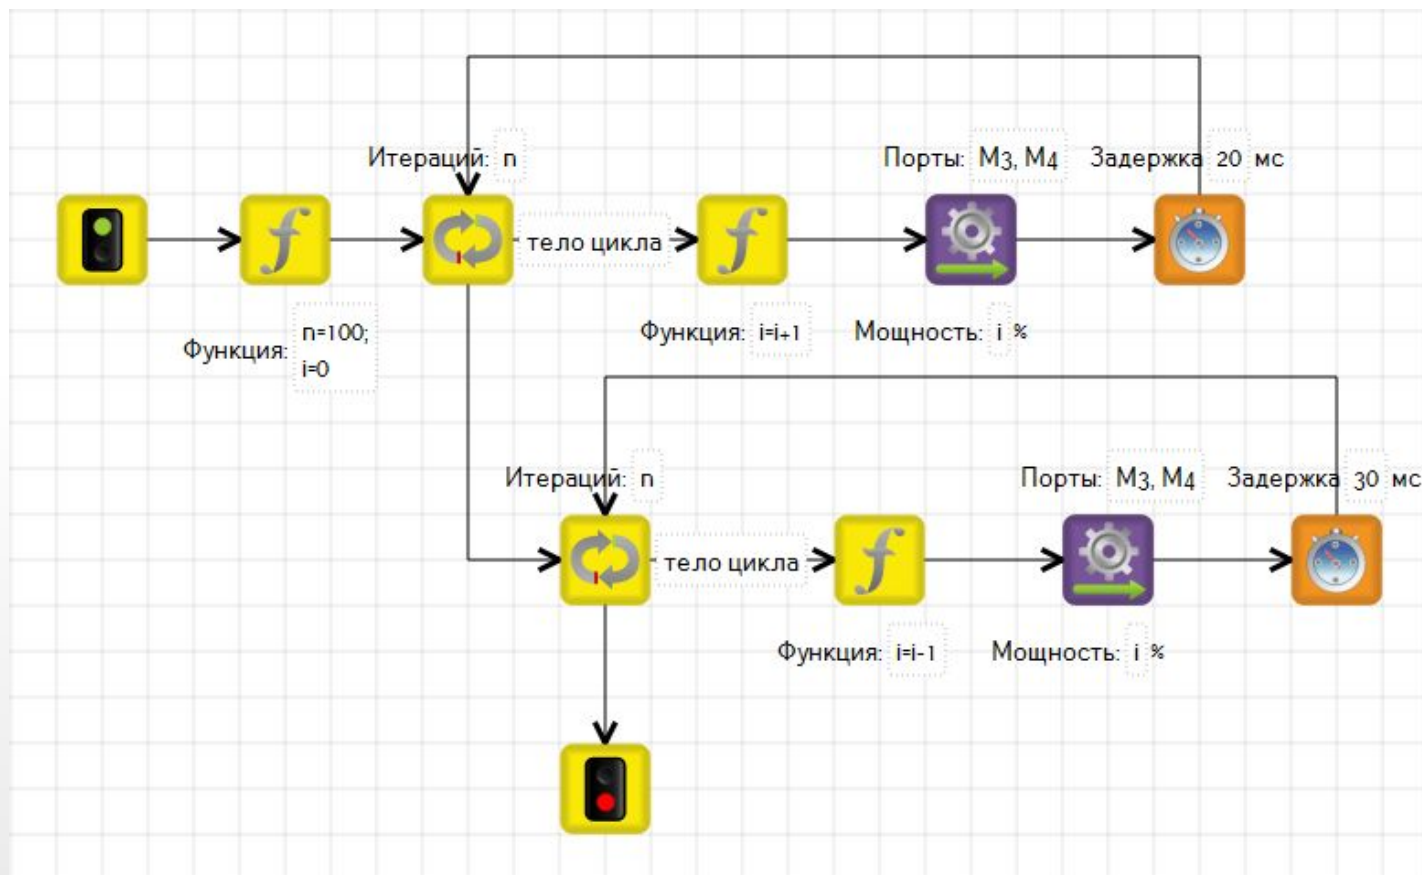 Итераций: n
Порты: M3, M4
Задержка 20 мс
тело цикла
Функция: n=100;
i=0
Функция: i=i+1
Мощность: i %
Итераций: n
Порты: M3, M4
Задержка 30 мс
тело цикла
Функция: i=i-1
Мощность: i %